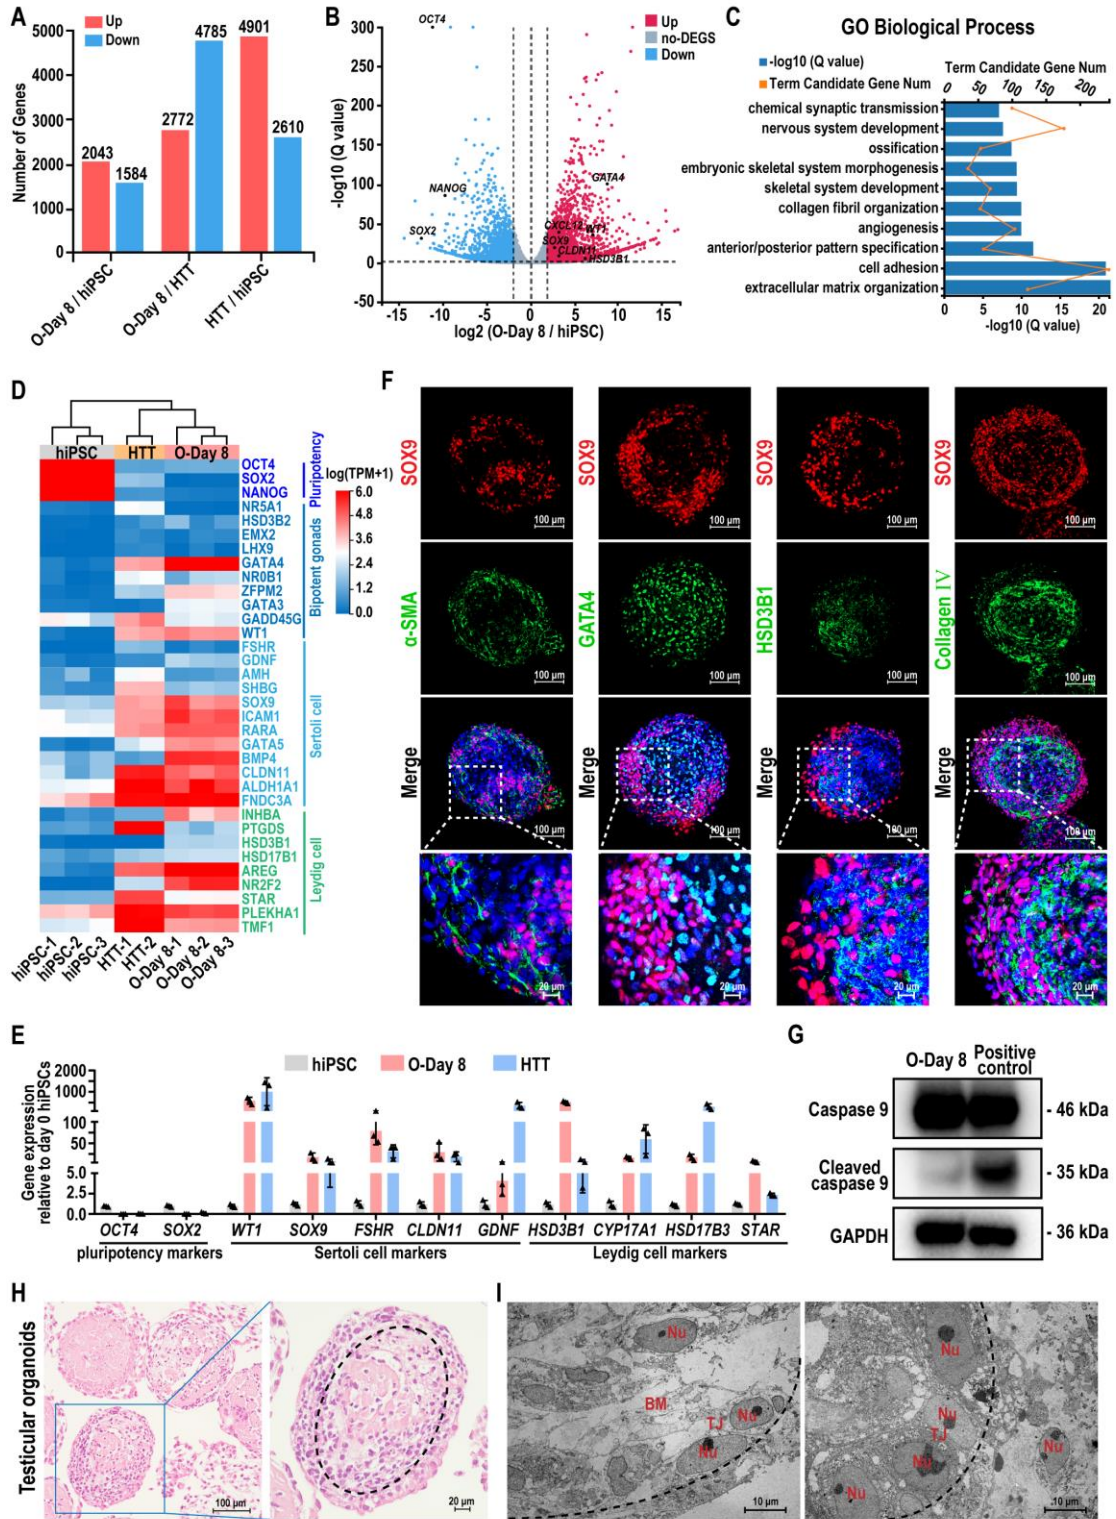 A
Up
Down
Number of Genes
5000
4000
3000
2000
1000
0
2043
1584
2772
4785
4901
2610
O-Day 8 / hiPSC
O-Day 8 / HTT
HTT / hiPSC
B
Up
no-DEGS
Down
-log10 (Q value)
300
250
200
150
100
50
0
-50
OCT4
NANOG
SOX2
GATA4
CXCL12
WT1
SOX9
CLDN11
HSD3B1
-15 -10 -5 0 5 10 15
log2 (O-Day 8 / hiPSC)
C
GO Biological Process
-log10 (Q value)
Term Candidate Gene Num
Term Candidate Gene Num
0 50 100 150 200
chemical synaptic transmission
nervous system development
ossification
embryonic skeletal system morphogenesis
skeletal system development
collagen fibril organization
angiogenesis
anterior/posterior pattern specification
cell adhesion
extracellular matrix organization
0 5 10 15 20
-log10 (Q value)
D
hiPSC HTT O-Day 8
OCT4
SOX2
NANOG
NR5A1
HSD3B2
EMX2
LHX9
GATA4
NR0B1
ZFPM2
GATA3
GADD45G
WT1
FSHR
GDNF
AMH
SHBG
SOX9
ICAM1
RARA
GATA5
BMP4
CLDN11
ALDH1A1
FNDC3A
INHBA
PTGDS
HSD3B1
HSD17B1
AREG
NR2F2
STAR
PLEKHA1
TMF1
Pluripotency
Bipotent gonads
Sertoli cell
Leydig cell
log(TPM+1)
6.0
4.8
3.6
2.4
1.2
0.0
hiPSC-1
hiPSC-2
hiPSC-3
HTT-1
HTT-2
O-Day 8-1
O-Day 8-2
O-Day 8-3
F
SOX9
100 μm
SOX9
100 μm
SOX9
100 μm
SOX9
100 μm
α-SMA
100 μm
GATA4
100 μm
HSD3B1
100 μm
Collagen IV
100 μm
Merge
100 μm
Merge
100 μm
Merge
100 μm
Merge
100 μm
20 μm
20 μm
20 μm
20 μm
E
hiPSC O-Day 8 HTT
Gene expression
relative to day 0 hiPSCs
2000
1000
100
50
5.0
2.5
0.0
OCT4 SOX2 WT1 SOX9 FSHR CLDN11 GDNF HSD3B1 CYP17A1 HSD17B3 STAR
pluripotency markers Sertoli cell markers Leydig cell markers
G
O-Day 8 Positive
control
Caspase 9 - 46 kDa
Cleaved
caspase 9 - 35 kDa
GAPDH - 36 kDa
H
Testicular organoids
100 μm
20 μm
I
Nu
BM
TJ
Nu
Nu
10 μm
Nu
Nu
TJ
Nu
Nu
Nu
10 μm